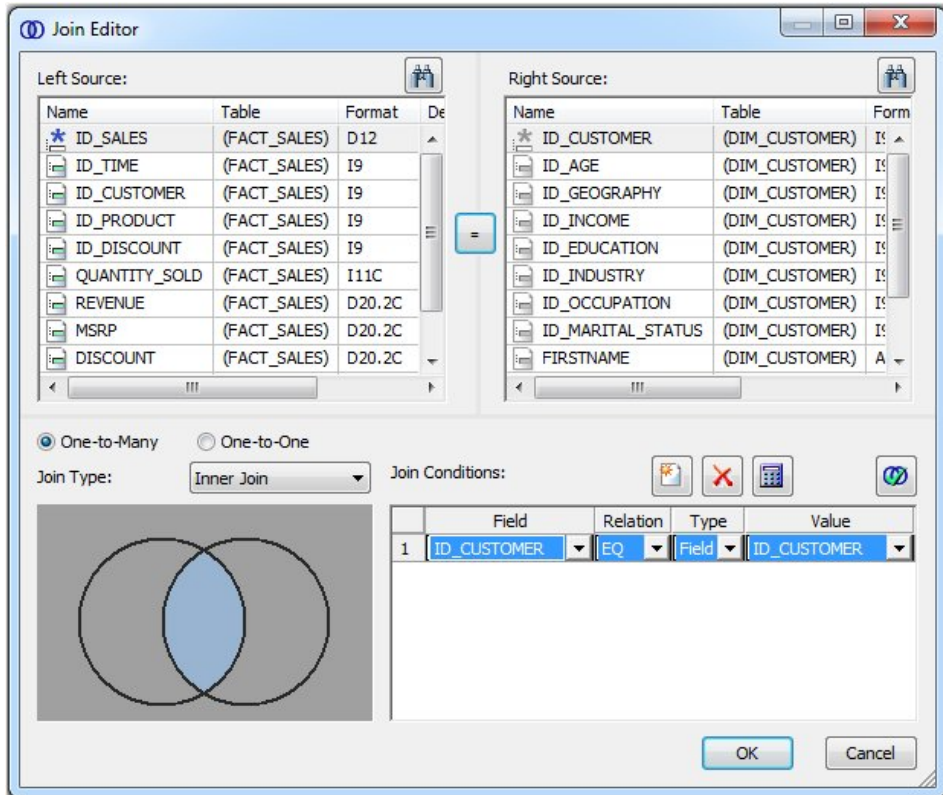 Join Editor
Left Source:
Name Table Format De
ID_SALES (FACT_SALES) D12
ID_TIME (FACT_SALES) I9
ID_CUSTOMER (FACT_SALES) I9
ID_PRODUCT (FACT_SALES) I9
ID_DISCOUNT (FACT_SALES) I9
QUANTITY_SOLD (FACT_SALES) I11C
REVENUE (FACT_SALES) D20.2C
MSRP (FACT_SALES) D20.2C
DISCOUNT (FACT_SALES) D20.2C
=
Right Source:
Name Table Form
ID_CUSTOMER (DIM_CUSTOMER)
ID_AGE (DIM_CUSTOMER)
ID_GEOGRAPHY (DIM_CUSTOMER)
ID_INCOME (DIM_CUSTOMER)
ID_EDUCATION (DIM_CUSTOMER)
ID_INDUSTRY (DIM_CUSTOMER)
ID_OCCUPATION (DIM_CUSTOMER)
ID_MARITAL_STATUS (DIM_CUSTOMER)
FIRSTNAME (DIM_CUSTOMER) A
One-to-Many One-to-One
Join Type: Inner Join
Join Conditions:
Field Relation Type Value
1 ID_CUSTOMER EQ Field ID_CUSTOMER
OK Cancel